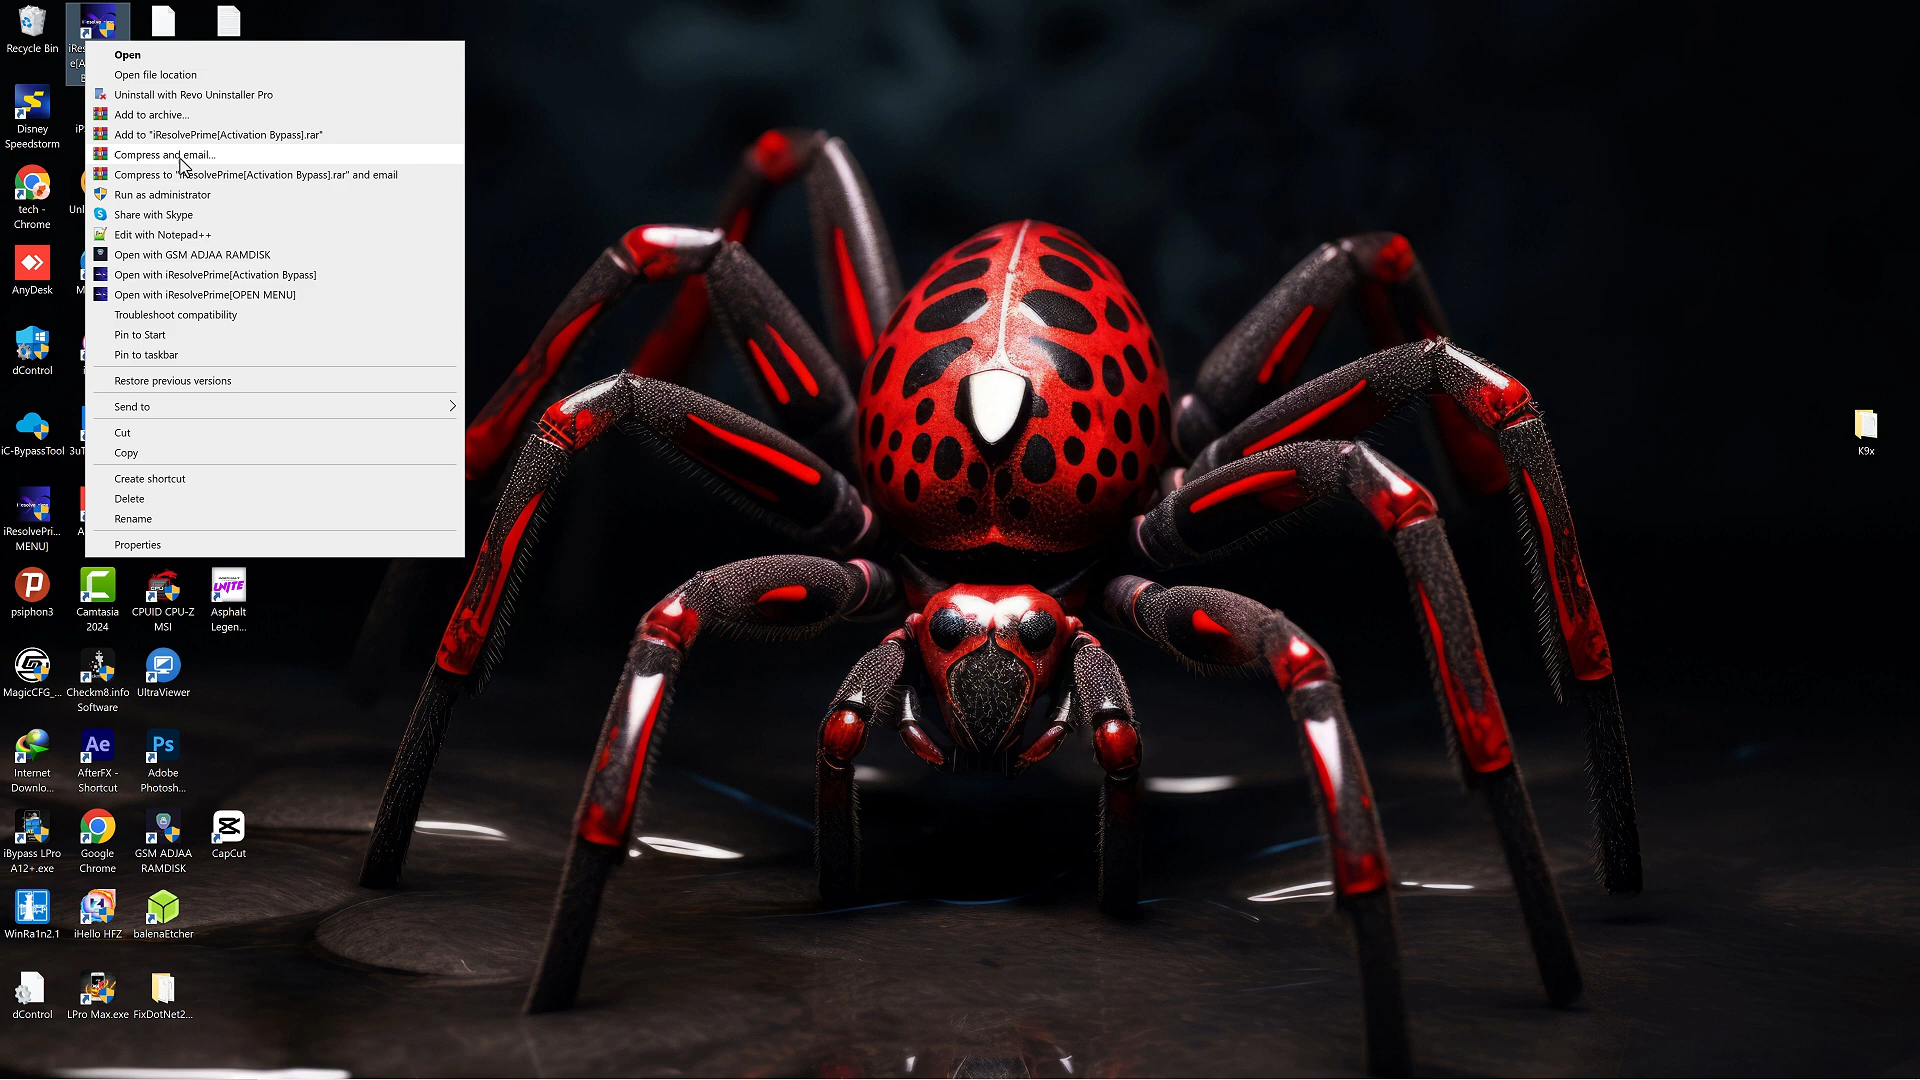 Recycle Bin
Open
Open file location
Uninstall with Revo Uninstaller Pro
Add to archive...
Add to "iResolvePrime[Activation Bypass].rar"
Compress and email...
Compress to "iResolvePrime[Activation Bypass].rar" and email
Run as administrator
Share with Skype
Edit with Notepad++
Open with GSM ADJAA RAMDISK
Open with iResolvePrime[Activation Bypass]
Open with iResolvePrime[OPEN MENU]
Troubleshoot compatibility
Pin to Start
Pin to taskbar
Restore previous versions
Send to
Cut
Copy
Create shortcut
Delete
Rename
Properties
Disney
Speedstorm
tech -
Chrome
AnyDesk
dControl
iC-BypassTool
iResolvePri...
MENU]
K9x
psiphon3
Camtasia
2024
CPUID CPU-Z
MSI
UNITE
Asphalt
Legen...
MagicCFG_...
Checkm8.info
Software
UltraViewer
Internet
Downlo...
Ae
AfterFX -
Shortcut
Ps
Adobe
Photosh...
iBypass LPro
A12+.exe
Google
Chrome
GSM ADJAA
RAMDISK
CapCut
WinRa1n2.1
iHello HFZ
balenaEtcher
dControl
LPro Max.exe
FixDotNet2...